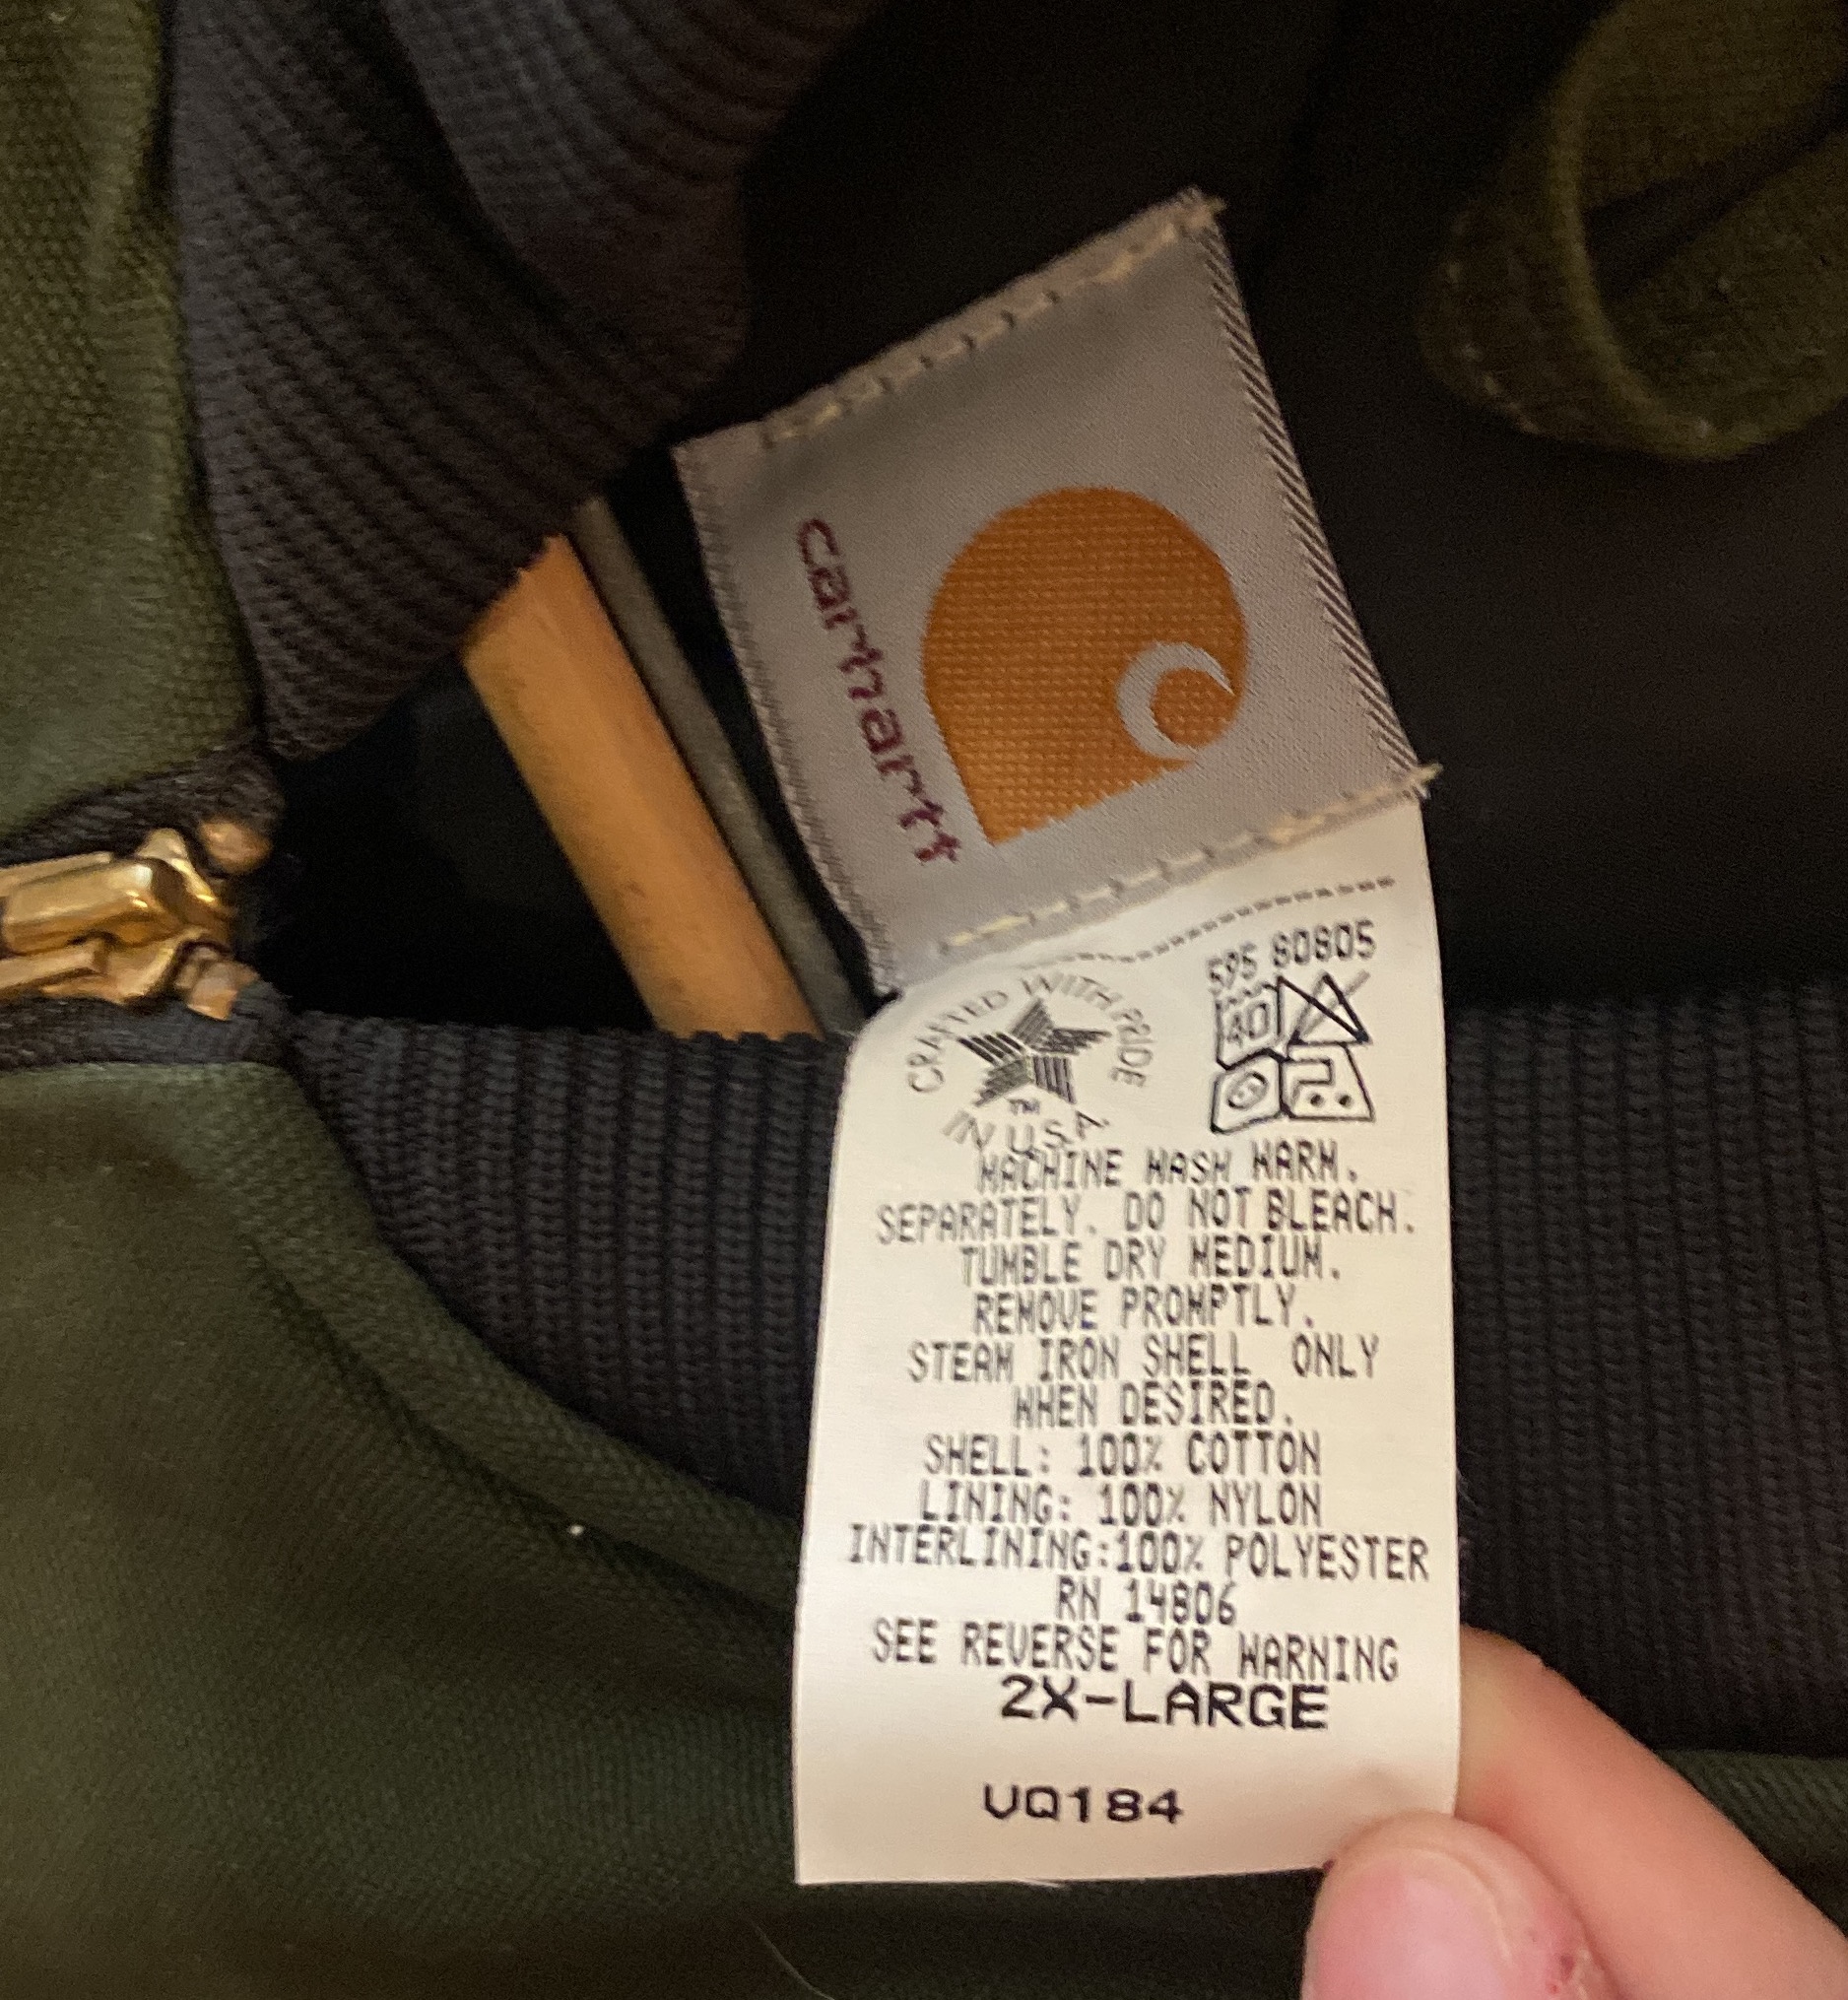 carhartt
595 80805
CRAFTED WITH PRIDE
IN U.S.A.
TM
40
MACHINE WASH WARM.
SEPARATELY. DO NOT BLEACH.
TUMBLE DRY MEDIUM.
REMOVE PROMPTLY.
STEAM IRON SHELL ONLY
WHEN DESIRED.
SHELL: 100% COTTON
LINING: 100% NYLON
INTERLINING:100% POLYESTER
RN 14806
SEE REVERSE FOR WARNING
2X-LARGE
VQ184